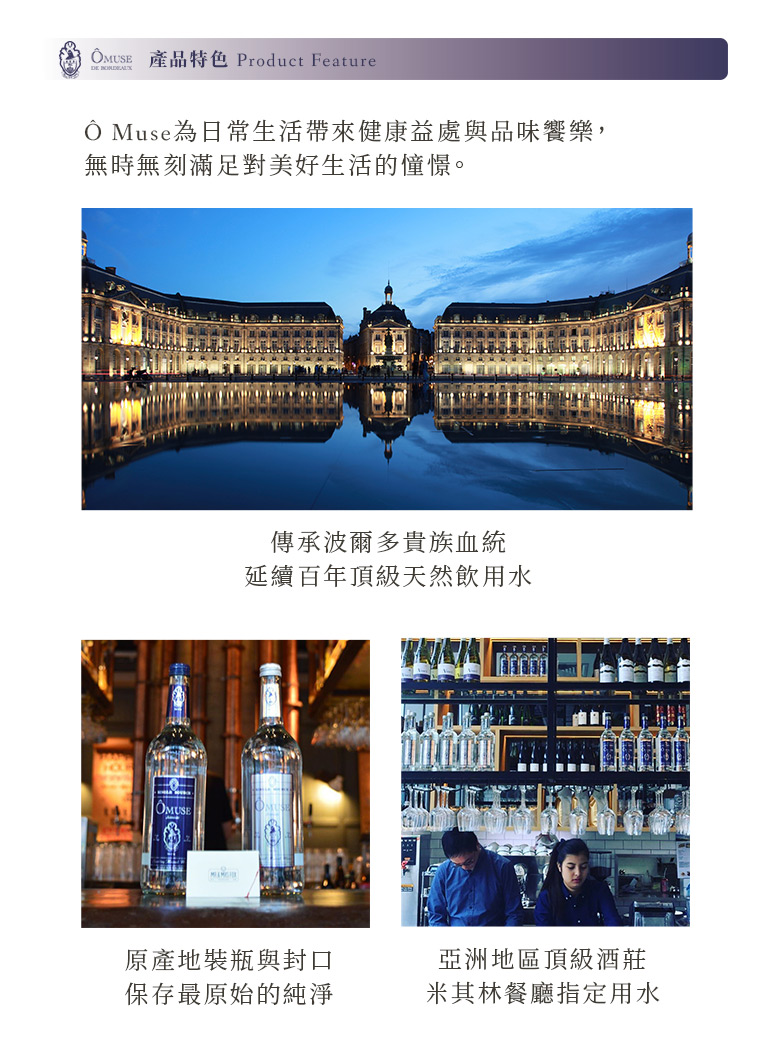 ÔMUSE
DE BORDEAUX
產品特色 Product Feature
Ô Muse為日常生活帶來健康益處與品味饗樂，
無時無刻滿足對美好生活的憧憬。
傳承波爾多貴族血統
延續百年頂級天然飲用水
ÔMUSE
ÔMUSE
原產地裝瓶與封口
保存最原始的純淨
亞洲地區頂級酒莊
米其林餐廳指定用水